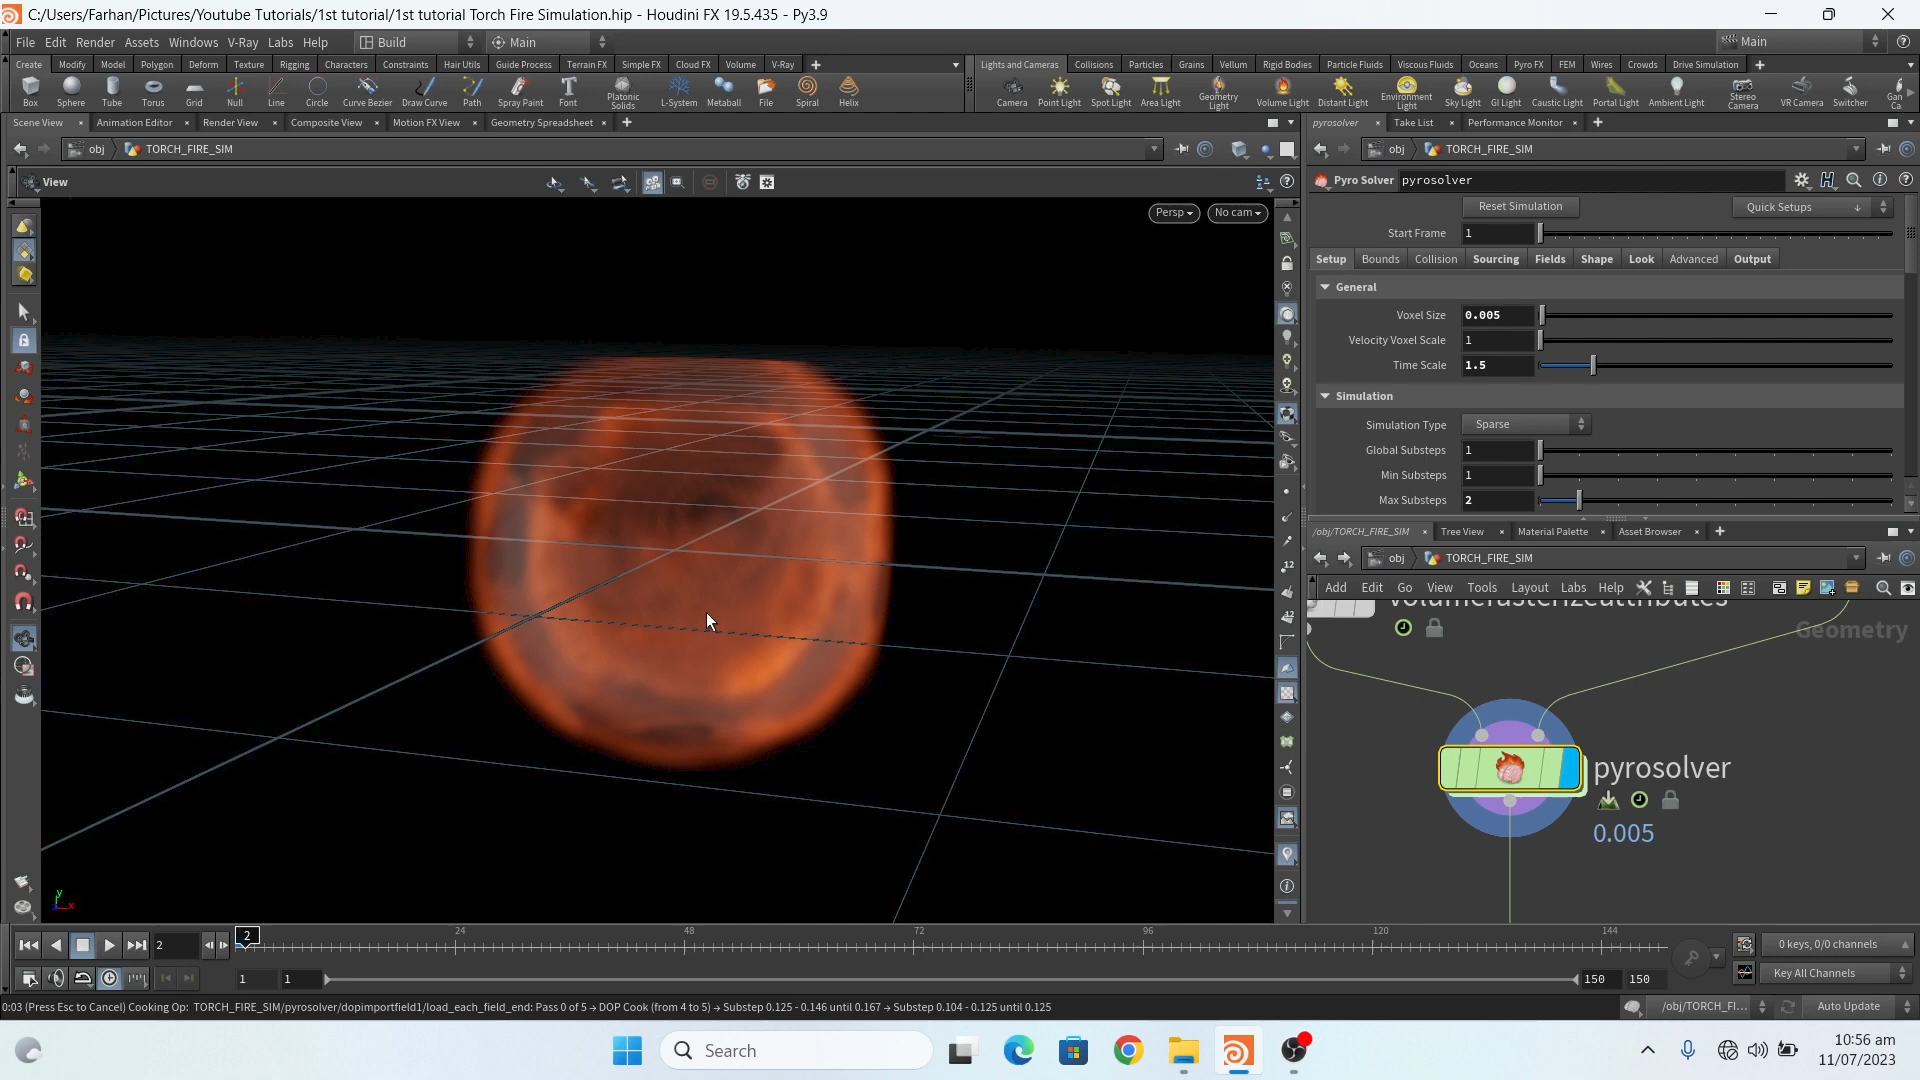 C:/Users/Farhan/Pictures/Youtube Tutorials/1st tutorial/1st tutorial Torch Fire Simulation.hip - Houdini FX 19.5.435 - Py3.9
File Edit Render Assets Windows V-Ray Labs Help Build Main Main
Create Modify Model Polygon Deform Texture Rigging Characters Constraints Hair Utils Guide Process Terrain FX Simple FX Cloud FX Volume V-Ray
Lights and Cameras Collisions Particles Grains Vellum Rigid Bodies Particle Fluids Viscous Fluids Oceans Pyro FX FEM Wires Crowds Drive Simulation
Box Sphere Tube Torus Grid Null Line Circle Curve Bezier Draw Curve Path Spray Paint Font Platonic Solids L-System Metaball File Spiral Helix
Camera Point Light Spot Light Area Light Geometry Light Volume Light Distant Light Environment Light Sky Light GI Light Caustic Light Portal Light Ambient Light Stereo Camera VR Camera Switcher Gan Ca
Scene View Animation Editor Render View Composite View Motion FX View Geometry Spreadsheet
pyrosolver Take List Performance Monitor
obj TORCH_FIRE_SIM
obj TORCH_FIRE_SIM
View
Persp No cam
Pyro Solver pyrosolver
Reset Simulation Quick Setups
Start Frame 1
Setup Bounds Collision Sourcing Fields Shape Look Advanced Output
General
Voxel Size 0.005
Velocity Voxel Scale 1
Time Scale 1.5
Simulation
Simulation Type Sparse
Global Substeps 1
Min Substeps 1
Max Substeps 2
/obj/TORCH_FIRE_SIM Tree View Material Palette Asset Browser
obj TORCH_FIRE_SIM
Add Edit Go View Tools Layout Labs Help
volumerasterizeattributes
Geometry
pyrosolver
0.005
12
12
y
x
2 2 24 48 72 96 120 144
0 keys, 0/0 channels
1 1 150 150
Key All Channels
0:03 (Press Esc to Cancel) Cooking Op: TORCH_FIRE_SIM/pyrosolver/dopimportfield1/load_each_field_end: Pass 0 of 5 → DOP Cook (from 4 to 5) → Substep 0.125 - 0.146 until 0.167 → Substep 0.104 - 0.125 until 0.125
/obj/TORCH_FI... Auto Update
Search
10:56 am
11/07/2023